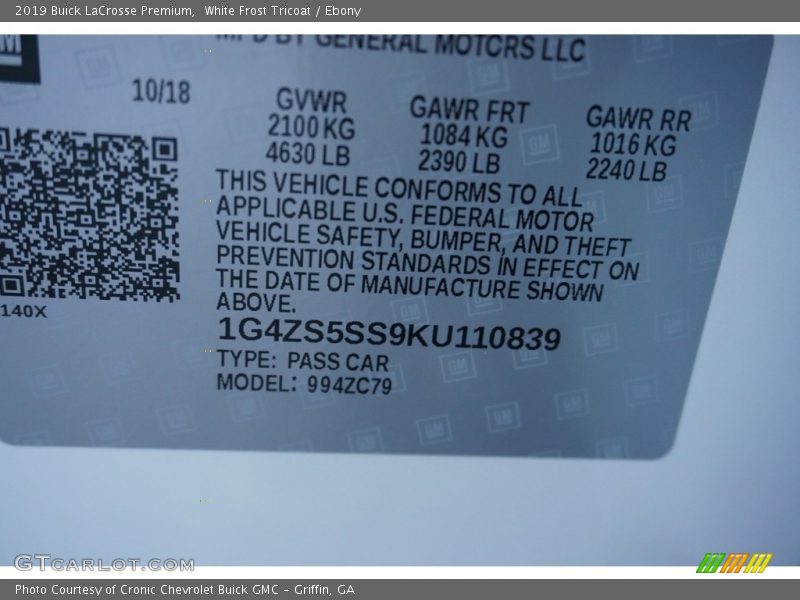 2019 Buick LaCrosse Premium,  White Frost Tricoat / Ebony
MFD BY GENERAL MOTORS LLC
GM
10/18
GVWR
2100 KG
4630 LB
GAWR FRT
1084 KG
2390 LB
GAWR RR
1016 KG
2240 LB
THIS VEHICLE CONFORMS TO ALL
APPLICABLE U.S. FEDERAL MOTOR
VEHICLE SAFETY, BUMPER, AND THEFT
PREVENTION STANDARDS IN EFFECT ON
THE DATE OF MANUFACTURE SHOWN
ABOVE.
140X
1G4ZS5SS9KU110839
TYPE: PASS CAR
MODEL: 994ZC79
GTCARLOT.COM
Photo Courtesy of Cronic Chevrolet Buick GMC - Griffin, GA